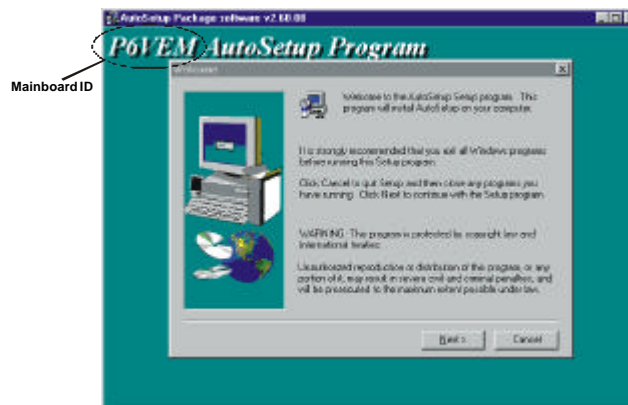 AutoSetup Package software v2.60.00
P6VEM AutoSetup Program
Mainboard ID
Welcome!
Welcome to the AutoSetup Setup program. This
program will install AutoSetup on your computer.
It is strongly recommended that you exit all Windows programs
before running this Setup program.
Click Cancel to quit Setup and then close any programs you
have running. Click Next to continue with the Setup program.
WARNING: This program is protected by copyright law and
international treaties.
Unauthorized reproduction or distribution of this program, or any
portion of it, may result in severe civil and criminal penalties, and
will be prosecuted to the maximum extent possible under law.
Next >
Cancel